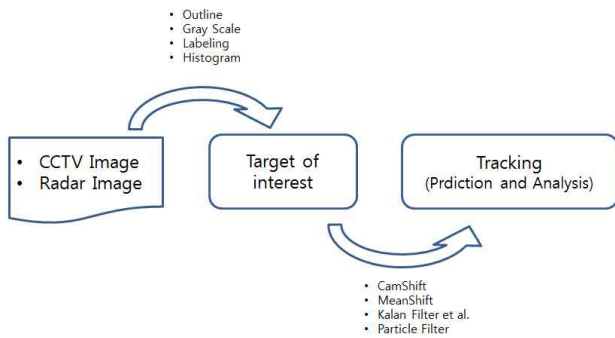 • Outline
• Gray Scale
• Labeling
• Histogram
• CCTV Image
• Radar Image
Target of
interest
Tracking
(Prdiction and Analysis)
• CamShift
• MeanShift
• Kalan Filter et al.
• Particle Filter